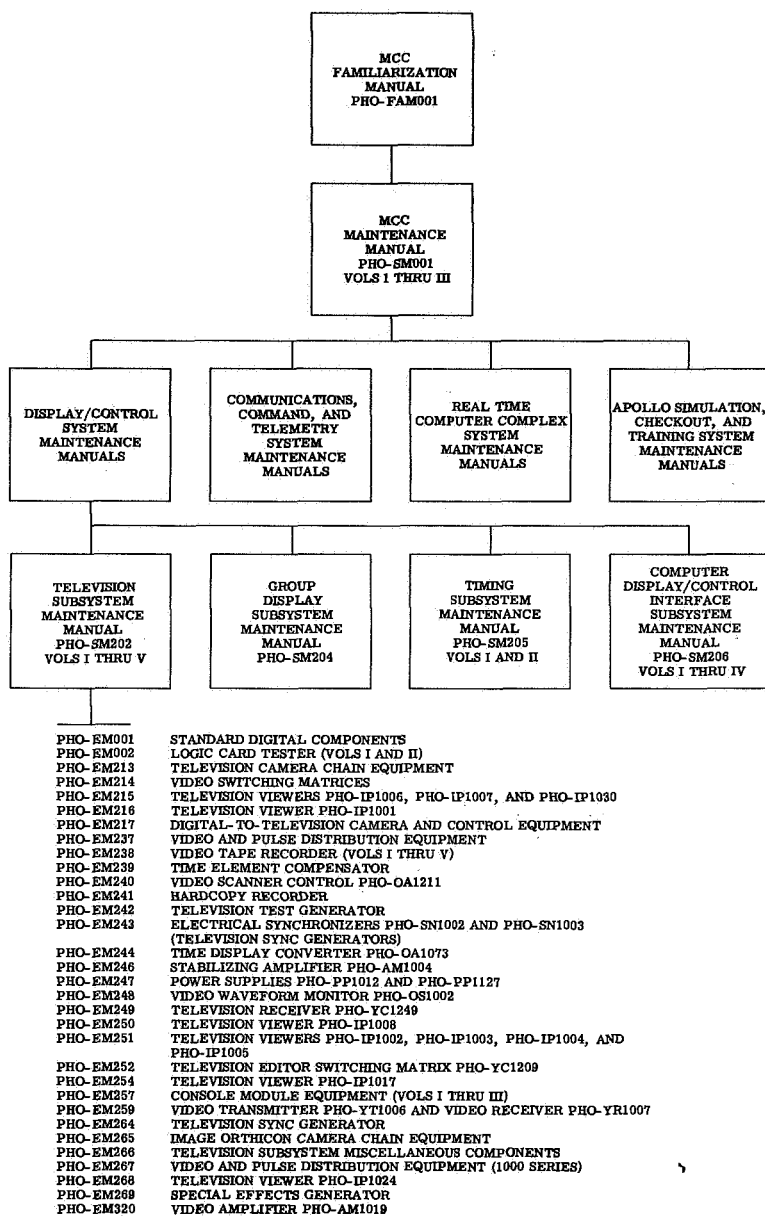 MCC
FAMILIARIZATION
MANUAL
PHO-FAM001
MCC
MAINTENANCE
MANUAL
PHO-SM001
VOLS 1 THRU III
DISPLAY/CONTROL
SYSTEM
MAINTENANCE
MANUALS
COMMUNICATIONS,
COMMAND, AND
TELEMETRY
SYSTEM
MAINTENANCE
MANUALS
REAL TIME
COMPUTER COMPLEX
SYSTEM
MAINTENANCE
MANUALS
APOLLO SIMULATION,
CHECKOUT, AND
TRAINING SYSTEM
MAINTENANCE
MANUALS
TELEVISION
SUBSYSTEM
MAINTENANCE
MANUAL
PHO-SM202
VOLS I THRU V
GROUP
DISPLAY
SUBSYSTEM
MAINTENANCE
MANUAL
PHO-SM204
TIMING
SUBSYSTEM
MAINTENANCE
MANUAL
PHO-SM205
VOLS I AND II
COMPUTER
DISPLAY/CONTROL
INTERFACE
SUBSYSTEM
MAINTENANCE
MANUAL
PHO-SM206
VOLS I THRU IV
PHO-EM001 STANDARD DIGITAL COMPONENTS
PHO-EM002 LOGIC CARD TESTER (VOLS I AND II)
PHO-EM213 TELEVISION CAMERA CHAIN EQUIPMENT
PHO-EM214 VIDEO SWITCHING MATRICES
PHO-EM215 TELEVISION VIEWERS PHO-IP1006, PHO-IP1007, AND PHO-IP1030
PHO-EM216 TELEVISION VIEWER PHO-IP1001
PHO-EM217 DIGITAL-TO-TELEVISION CAMERA AND CONTROL EQUIPMENT
PHO-EM237 VIDEO AND PULSE DISTRIBUTION EQUIPMENT
PHO-EM238 VIDEO TAPE RECORDER (VOLS I THRU V)
PHO-EM239 TIME ELEMENT COMPENSATOR
PHO-EM240 VIDEO SCANNER CONTROL PHO-OA1211
PHO-EM241 HARDCOPY RECORDER
PHO-EM242 TELEVISION TEST GENERATOR
PHO-EM243 ELECTRICAL SYNCHRONIZERS PHO-SN1002 AND PHO-SN1003
(TELEVISION SYNC GENERATORS)
PHO-EM244 TIME DISPLAY CONVERTER PHO-OA1073
PHO-EM246 STABILIZING AMPLIFIER PHO-AM1004
PHO-EM247 POWER SUPPLIES PHO-PP1012 AND PHO-PP1127
PHO-EM248 VIDEO WAVEFORM MONITOR PHO-OS1002
PHO-EM249 TELEVISION RECEIVER PHO-YC1249
PHO-EM250 TELEVISION VIEWER PHO-IP1008
PHO-EM251 TELEVISION VIEWERS PHO-IP1002, PHO-IP1003, PHO-IP1004, AND
PHO-IP1005
PHO-EM252 TELEVISION EDITOR SWITCHING MATRIX PHO-YC1209
PHO-EM254 TELEVISION VIEWER PHO-IP1017
PHO-EM257 CONSOLE MODULE EQUIPMENT (VOLS I THRU III)
PHO-EM259 VIDEO TRANSMITTER PHO-YT1006 AND VIDEO RECEIVER PHO-YR1007
PHO-EM264 TELEVISION SYNC GENERATOR
PHO-EM265 IMAGE ORTHICON CAMERA CHAIN EQUIPMENT
PHO-EM266 TELEVISION SUBSYSTEM MISCELLANEOUS COMPONENTS
PHO-EM267 VIDEO AND PULSE DISTRIBUTION EQUIPMENT (1000 SERIES)
PHO-EM268 TELEVISION VIEWER PHO-IP1024
PHO-EM269 SPECIAL EFFECTS GENERATOR
PHO-EM320 VIDEO AMPLIFIER PHO-AM1019